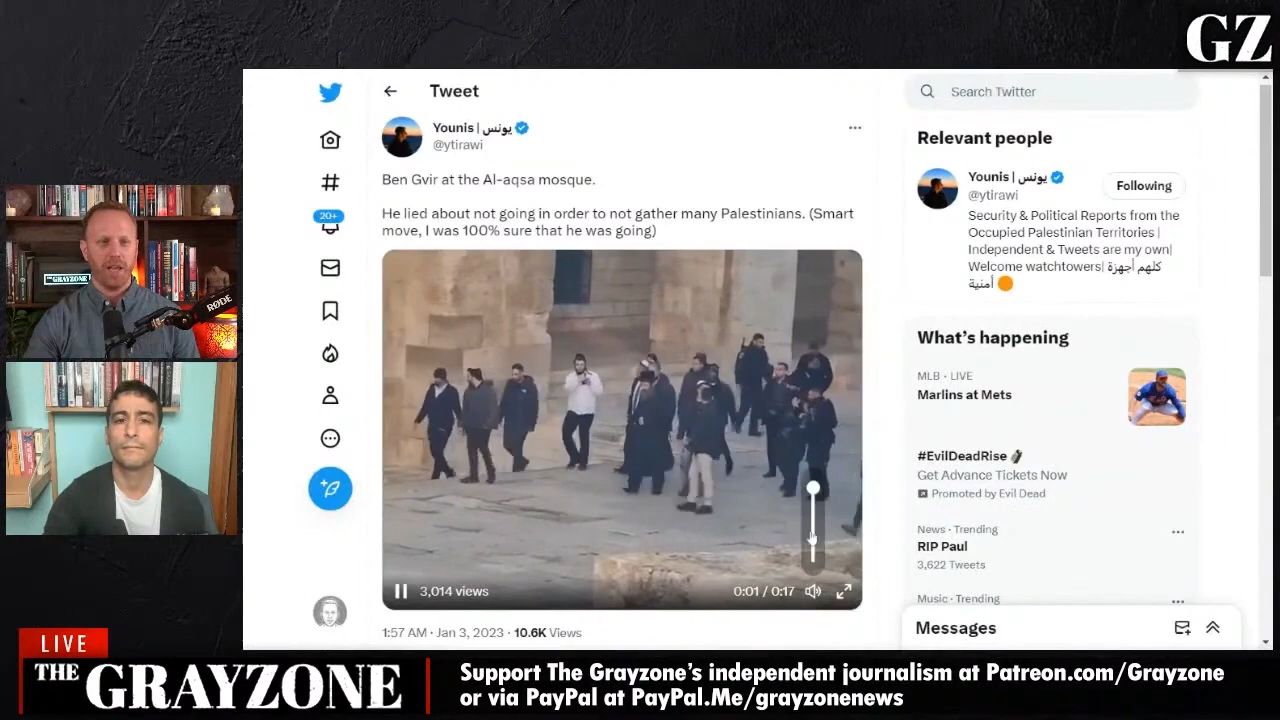 GZ
Tweet
Younis | يونس
@ytirawi
Ben Gvir at the Al-aqsa mosque.
He lied about not going in order to not gather many Palestinians. (Smart
move, I was 100% sure that he was going)
3,014 views
0:01 / 0:17
1:57 AM · Jan 3, 2023 · 10.6K Views
20+
Search Twitter
Relevant people
Younis | يونس
@ytirawi
Following
Security & Political Reports from the
Occupied Palestinian Territories |
Independent & Tweets are my own|
Welcome watchtowers| كلهم أجهزة
أمنية
What's happening
MLB · LIVE
Marlins at Mets
#EvilDeadRise
Get Advance Tickets Now
Promoted by Evil Dead
News · Trending
RIP Paul
3,622 Tweets
Music · Trending
Messages
THE GRAYZONE
RØDE
LIVE
THE GRAYZONE
Support The Grayzone's independent journalism at Patreon.com/Grayzone
or via PayPal at PayPal.Me/grayzonenews